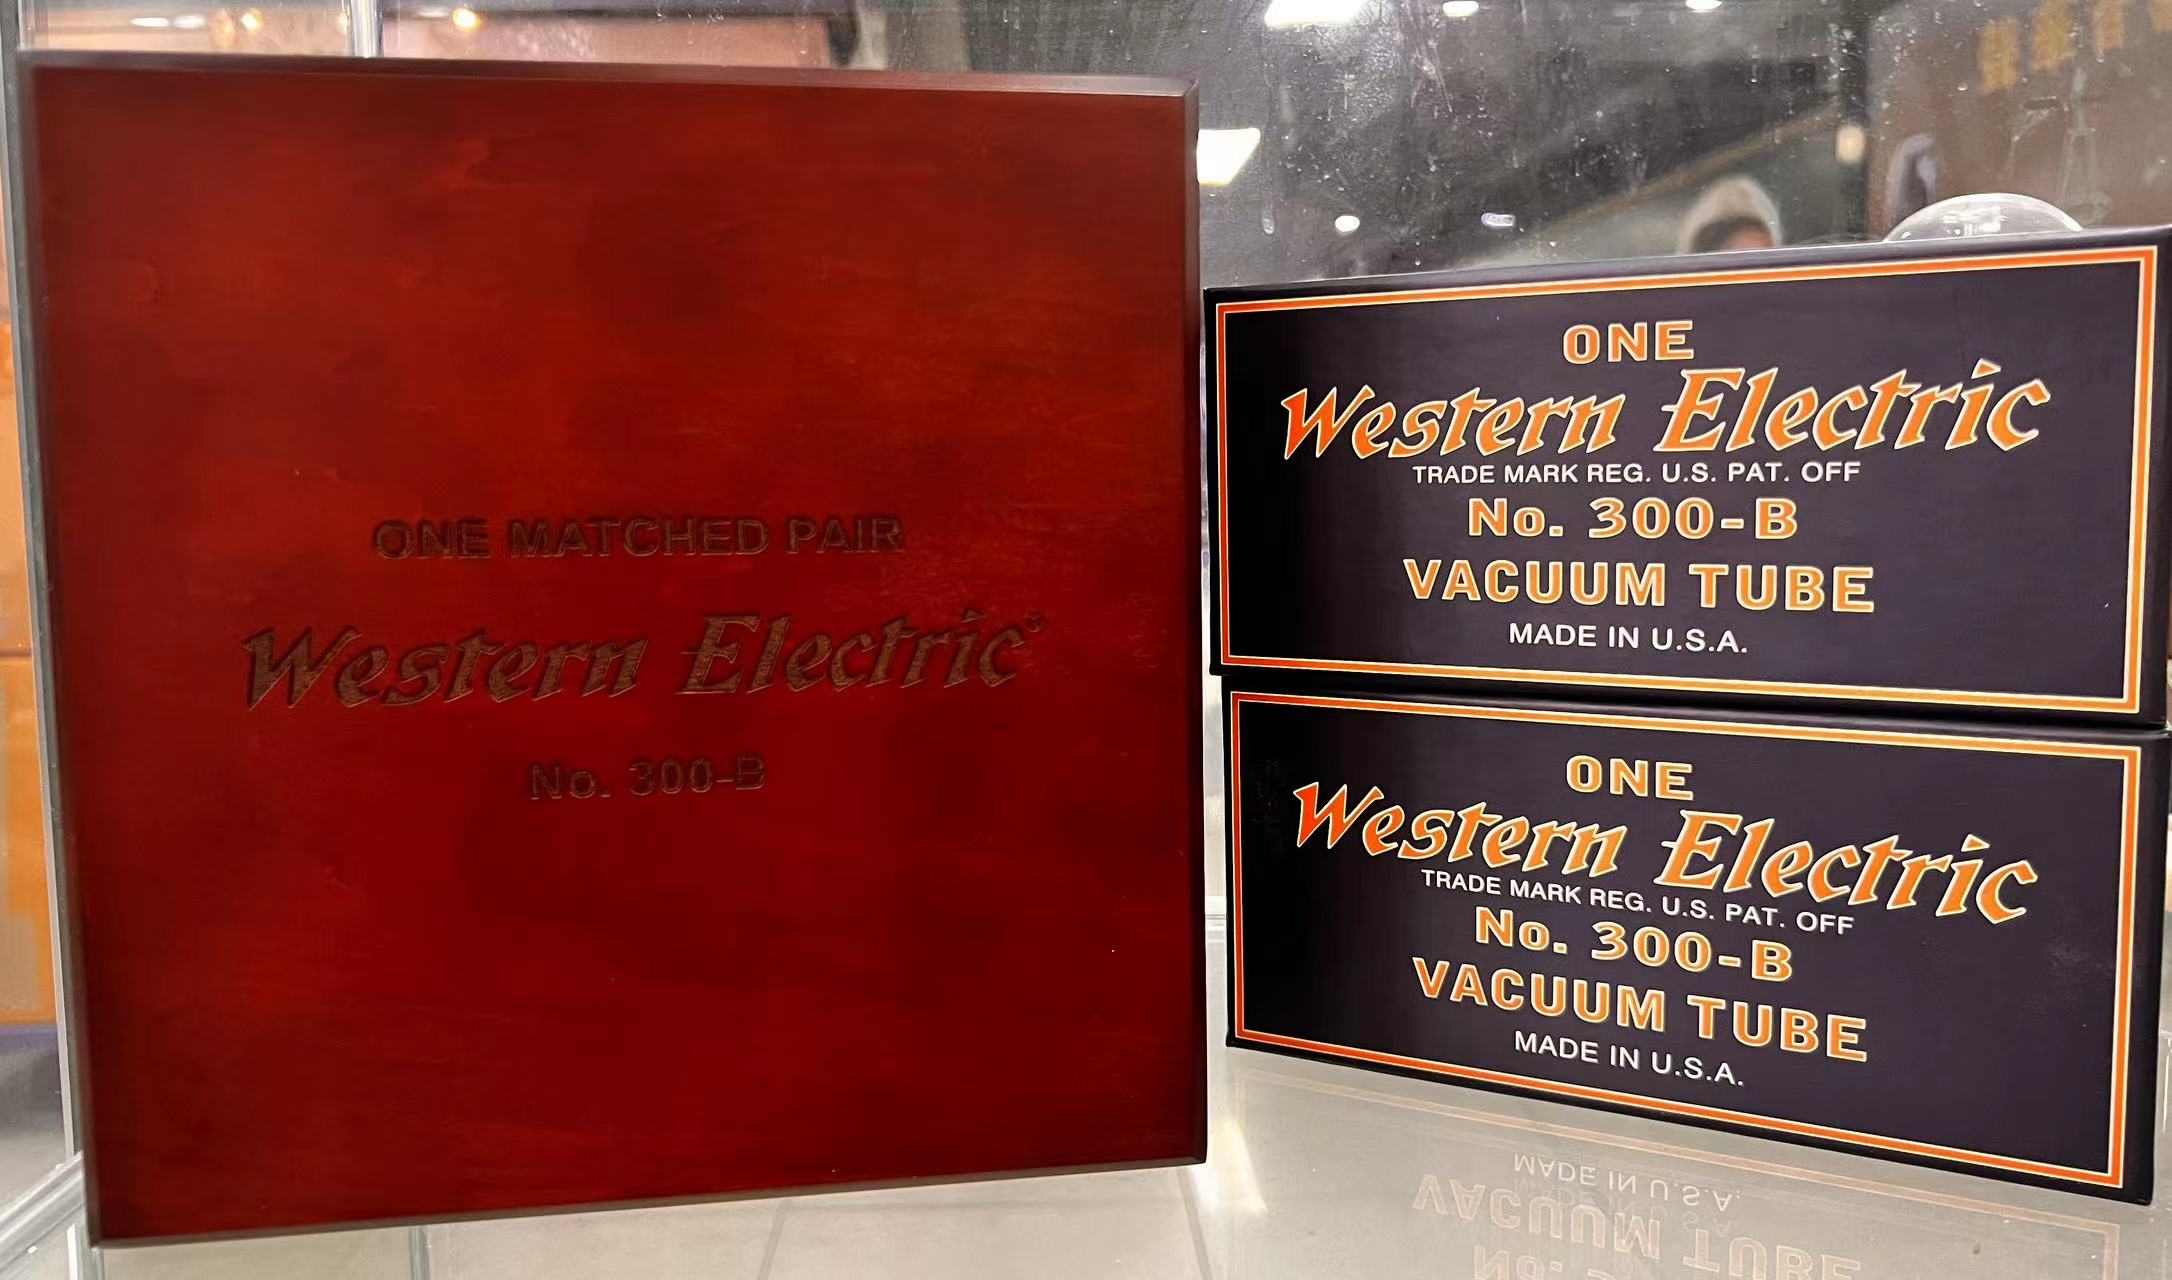 ONE MATCHED PAIR
Western Electric®
No. 300-B
ONE
Western Electric
TRADE MARK REG. U.S. PAT. OFF
No. 300-B
VACUUM TUBE
MADE IN U.S.A.
ONE
Western Electric
TRADE MARK REG. U.S. PAT. OFF
No. 300-B
VACUUM TUBE
MADE IN U.S.A.